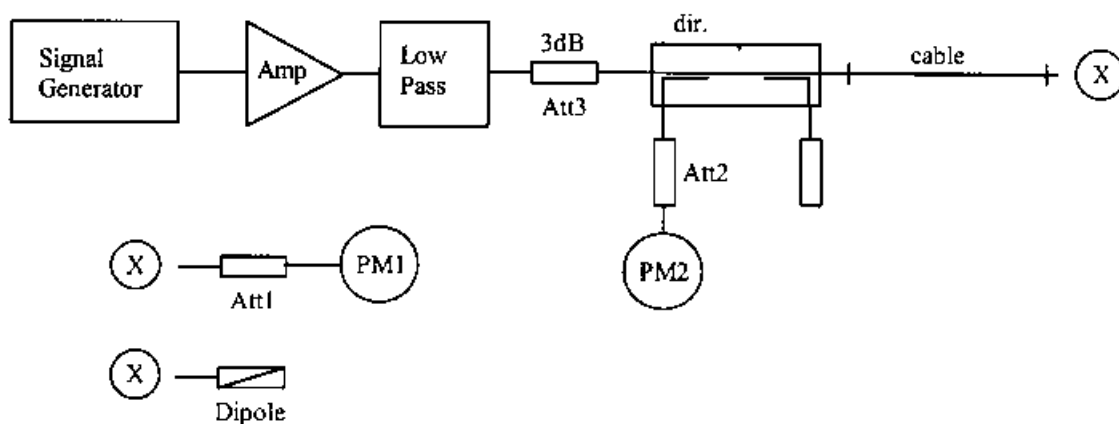 Signal
Generator
Amp
Low
Pass
3dB
Att3
dir.
cable
X
Att2
PM2
X
Att1
PM1
X
Dipole